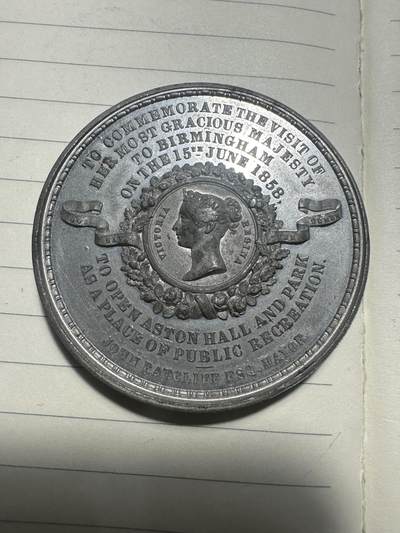 TO COMMEMORATE THE VISIT OF
HER MOST GRACIOUS MAJESTY
TO BIRMINGHAM
ON THE 15TH JUNE 1858,
VICTORIA REGINA
TO OPEN ASTON HALL AND PARK
AS A PLACE OF PUBLIC RECREATION.
JOHN RATCLIFF ESQ. MAYOR